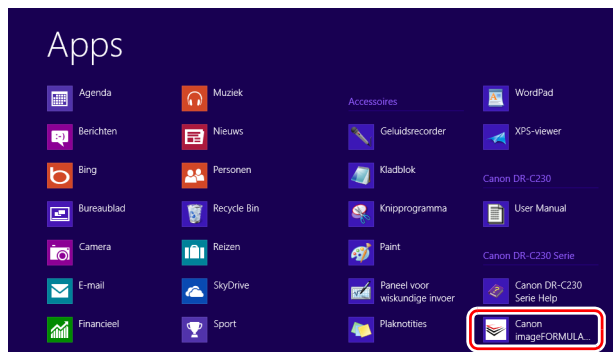 Apps
Agenda
Berichten
Bing
Bureaublad
Camera
E-mail
Financieel
Muziek
Nieuws
Personen
Recycle Bin
Reizen
SkyDrive
Sport
Accessoires
Geluidsrecorder
Kladblok
Knipprogramma
Paint
Paneel voor
wiskundige invoer
Plaknotities
WordPad
XPS-viewer
Canon DR-C230
User Manual
Canon DR-C230 Serie
Canon DR-C230
Serie Help
Canon
imageFORMULA...